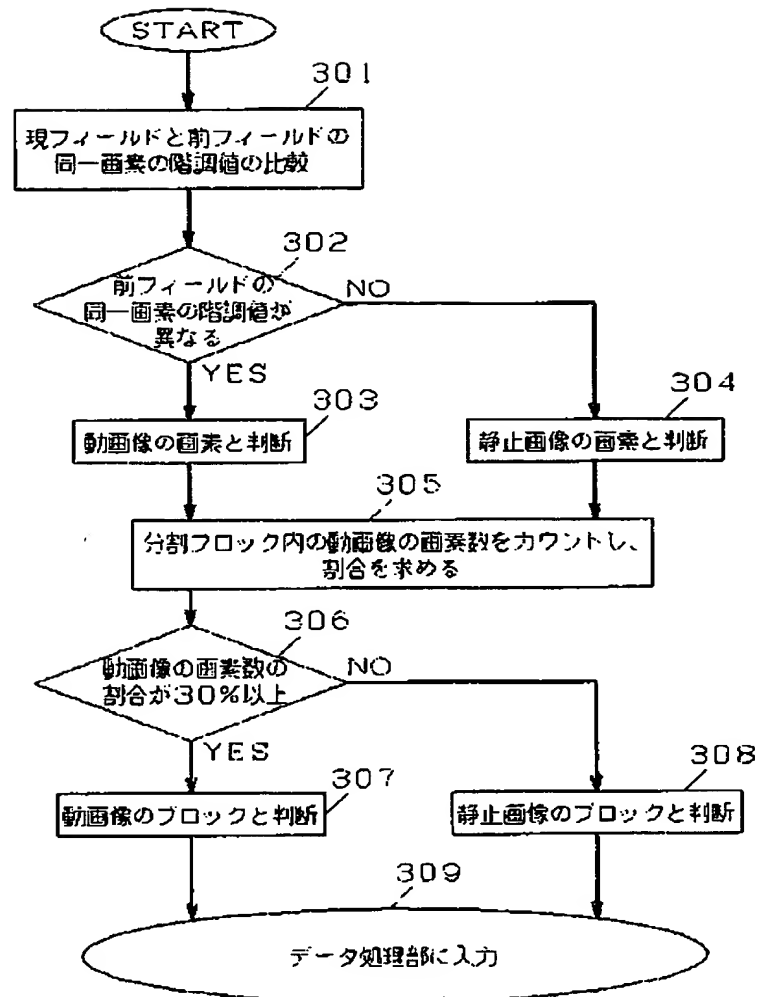 START
301
現フィールドと前フィールドの
同一画素の階調値の比較
302
前フィールドの
同一画素の階調値が
異なる
NO
YES
303
動画像の画素と判断
304
静止画像の画素と判断
305
分割ブロック内の動画像の画素数をカウントし、
割合を求める
306
動画像の画素数の
割合が30%以上
NO
YES
307
動画像のブロックと判断
308
静止画像のブロックと判断
309
データ処理部に入力